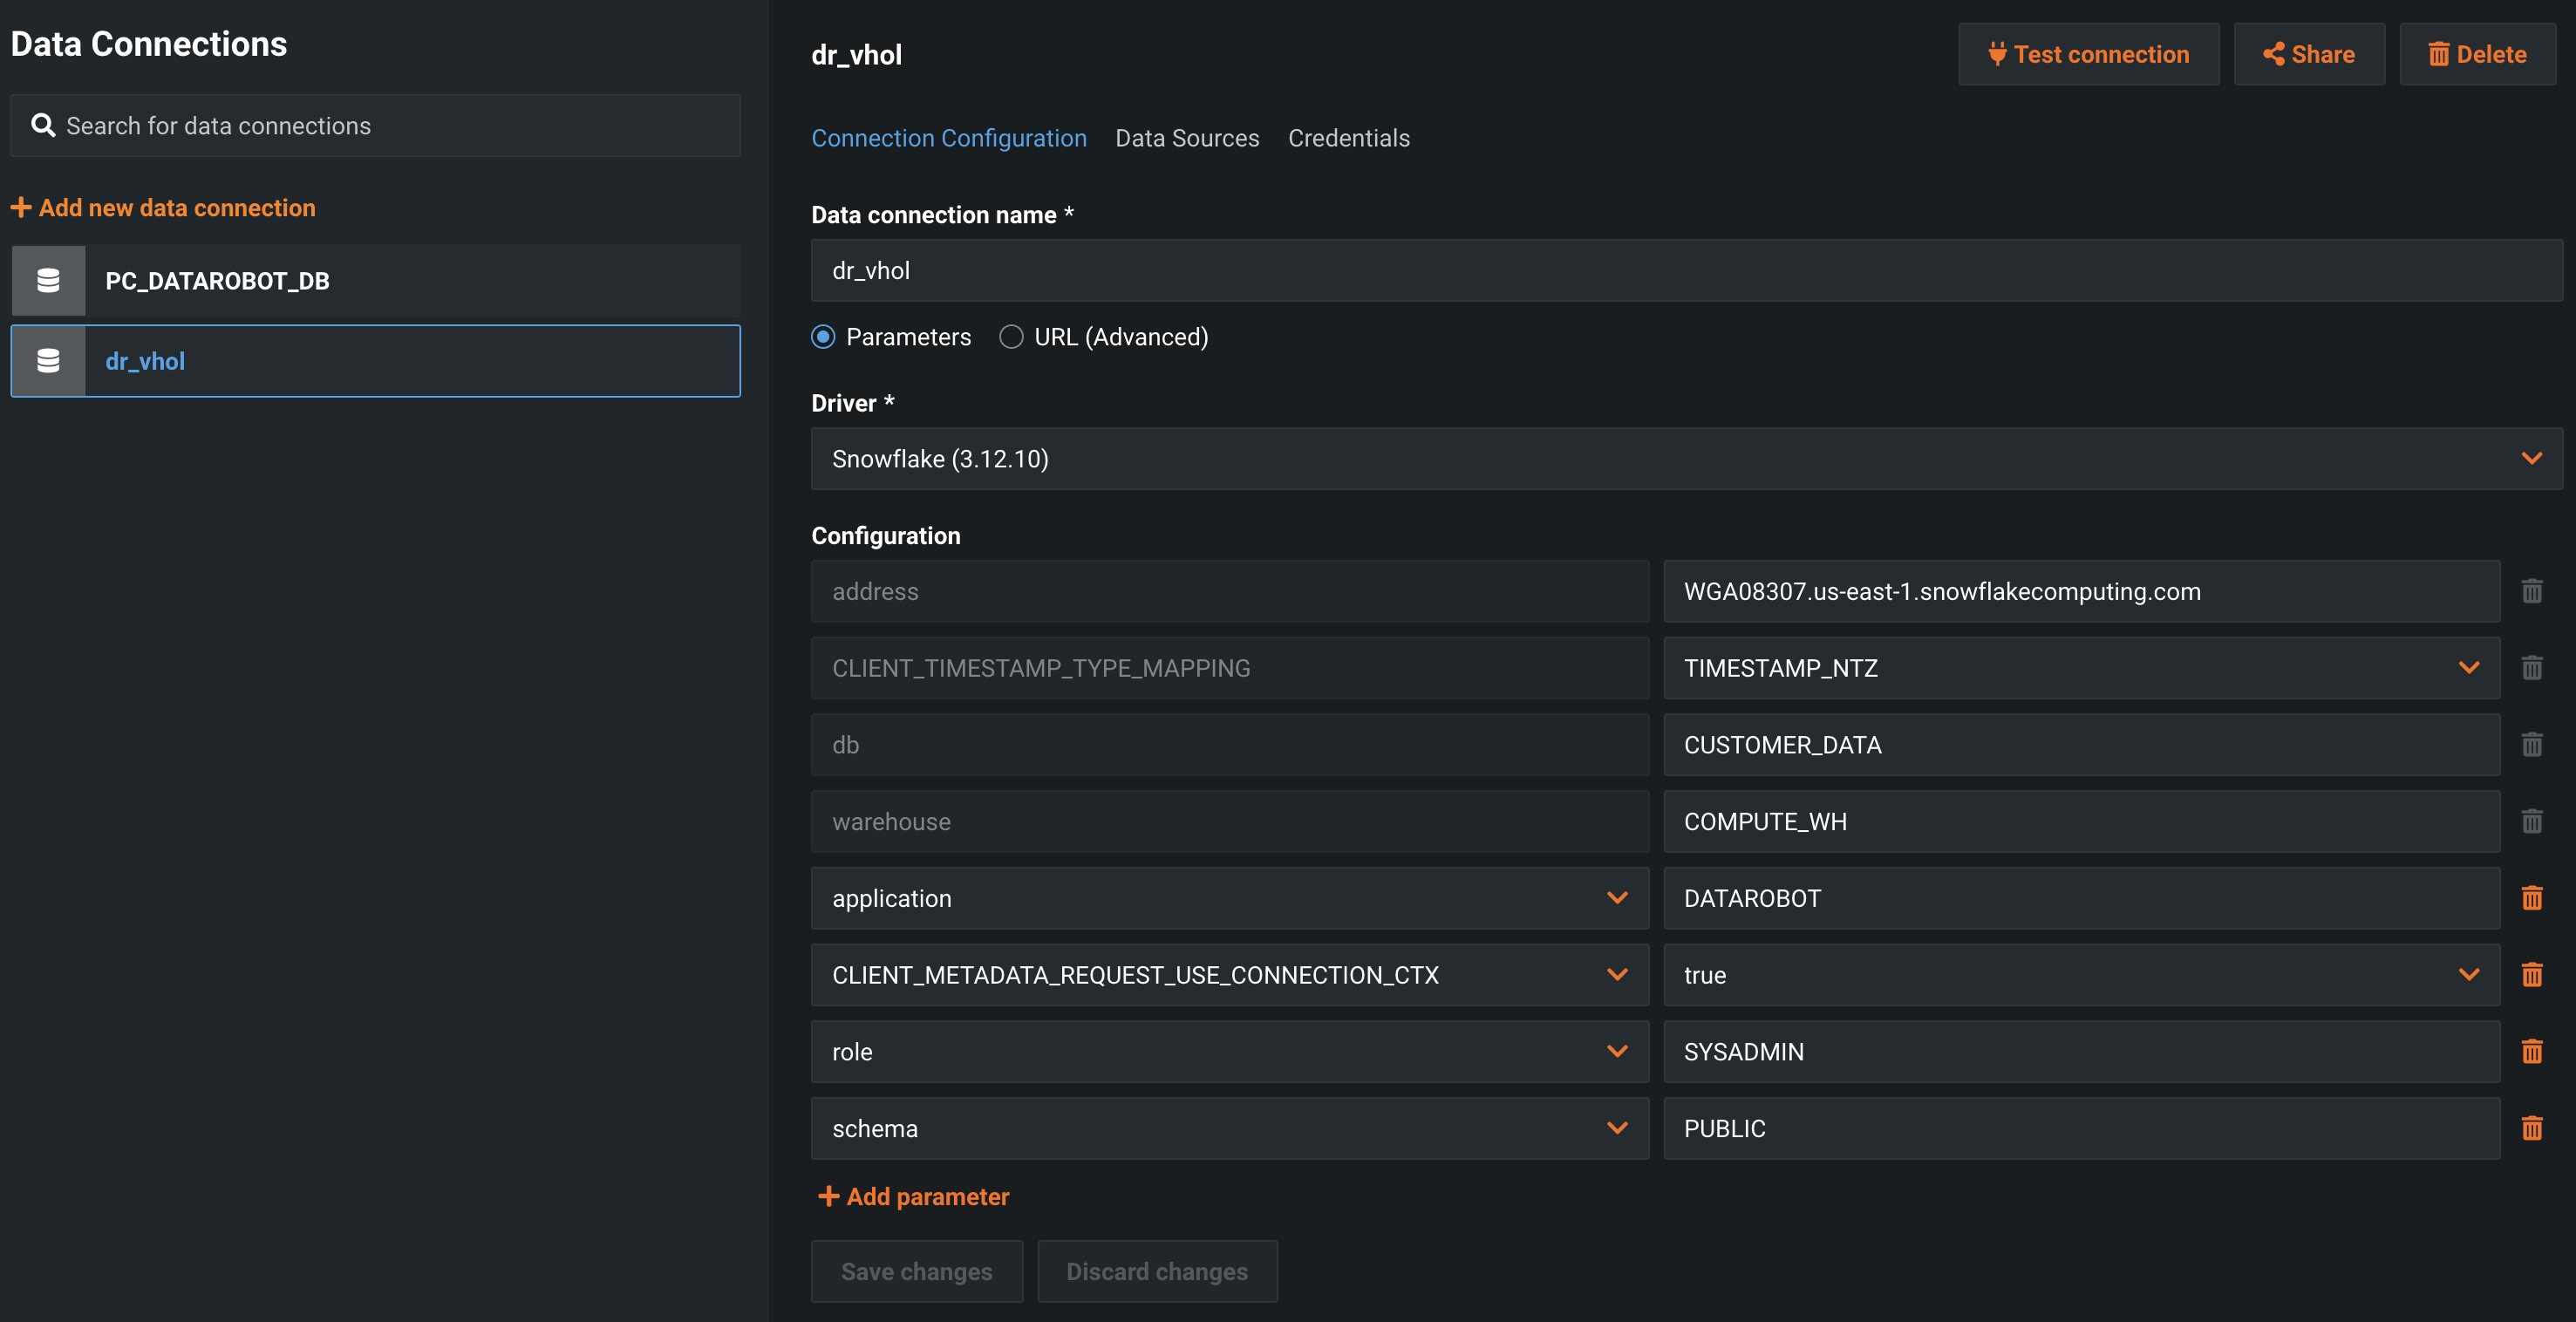 Data Connections
Search for data connections
Add new data connection
PC_DATAROBOT_DB
dr_vhol
dr_vhol
Test connection
Share
Delete
Connection Configuration
Data Sources
Credentials
Data connection name *
dr_vhol
Parameters
URL (Advanced)
Driver *
Snowflake (3.12.10)
Configuration
address
WGA08307.us-east-1.snowflakecomputing.com
CLIENT_TIMESTAMP_TYPE_MAPPING
TIMESTAMP_NTZ
db
CUSTOMER_DATA
warehouse
COMPUTE_WH
application
DATAROBOT
CLIENT_METADATA_REQUEST_USE_CONNECTION_CTX
true
role
SYSADMIN
schema
PUBLIC
Add parameter
Save changes
Discard changes